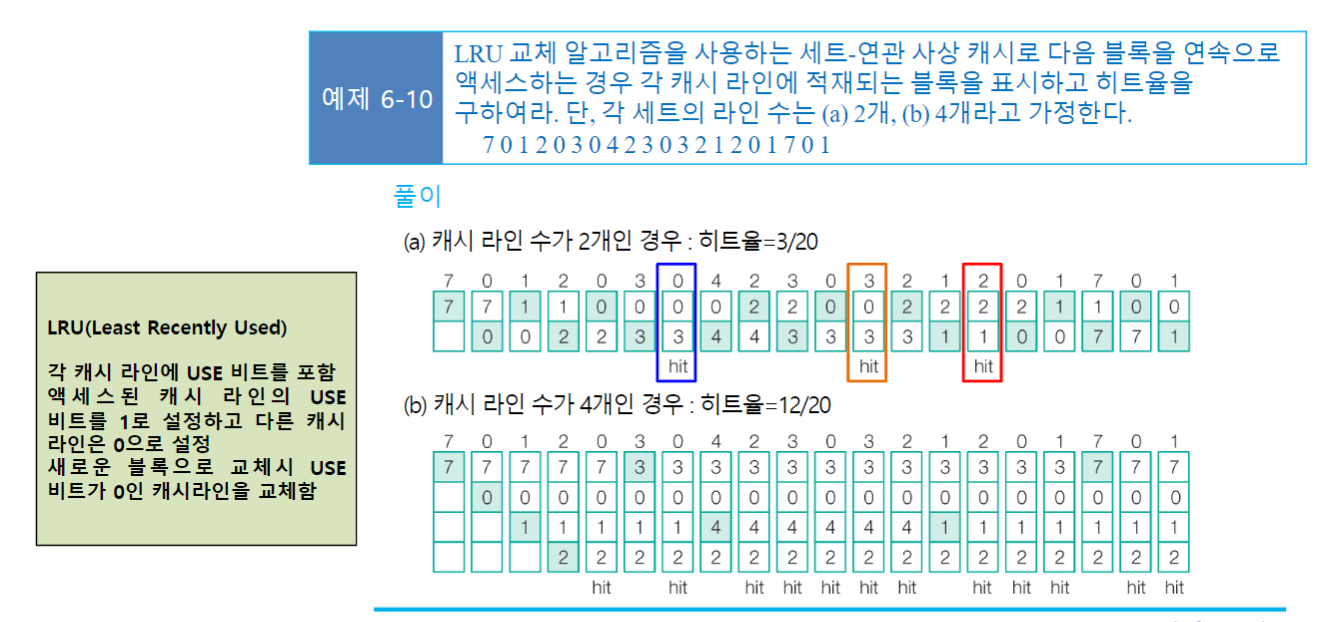 예제 6-10
LRU 교체 알고리즘을 사용하는 세트-연관 사상 캐시로 다음 블록을 연속으로
액세스하는 경우 각 캐시 라인에 적재되는 블록을 표시하고 히트율을
구하여라. 단, 각 세트의 라인 수는 (a) 2개, (b) 4개라고 가정한다.
7 0 1 2 0 3 0 4 2 3 0 3 2 1 2 0 1 7 0 1
풀이
(a) 캐시 라인 수가 2개인 경우 : 히트율=3/20
7 0 1 2 0 3 0 4 2 3 0 3 2 1 2 0 1 7 0 1
7 7 1 1 0 0 0 0 2 2 0 0 2 2 2 2 1 1 0 0
0 0 2 2 3 3 4 4 3 3 3 3 1 1 0 0 7 7 1
hit hit hit
LRU(Least Recently Used)
각 캐시 라인에 USE 비트를 포함
액세스된 캐시 라인의 USE
비트를 1로 설정하고 다른 캐시
라인은 0으로 설정
새로운 블록으로 교체시 USE
비트가 0인 캐시라인을 교체함
(b) 캐시 라인 수가 4개인 경우 : 히트율=12/20
7 0 1 2 0 3 0 4 2 3 0 3 2 1 2 0 1 7 0 1
7 7 7 7 7 3 3 3 3 3 3 3 3 3 3 3 3 7 7 7
0 0 0 0 0 0 0 0 0 0 0 0 0 0 0 0 0 0 0
1 1 1 1 1 4 4 4 4 4 4 1 1 1 1 1 1 1
2 2 2 2 2 2 2 2 2 2 2 2 2 2 2 2 2
hit hit hit hit hit hit hit hit hit hit hit hit